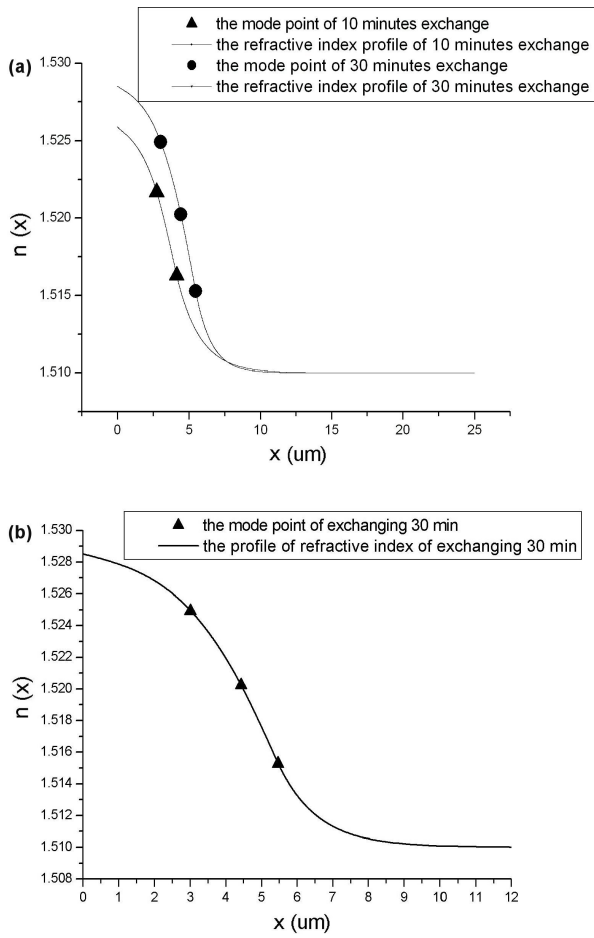 the mode point of 10 minutes exchange
the refractive index profile of 10 minutes exchange
the mode point of 30 minutes exchange
the refractive index profile of 30 minutes exchange
(a)
1.530
1.525
1.520
1.515
1.510
n (x)
0 5 10 15 20 25
x (um)
(b)
the mode point of exchanging 30 min
the profile of refractive index of exchanging 30 min
1.530
1.528
1.526
1.524
1.522
1.520
1.518
1.516
1.514
1.512
1.510
1.508
n (x)
0 1 2 3 4 5 6 7 8 9 10 11 12
x (um)